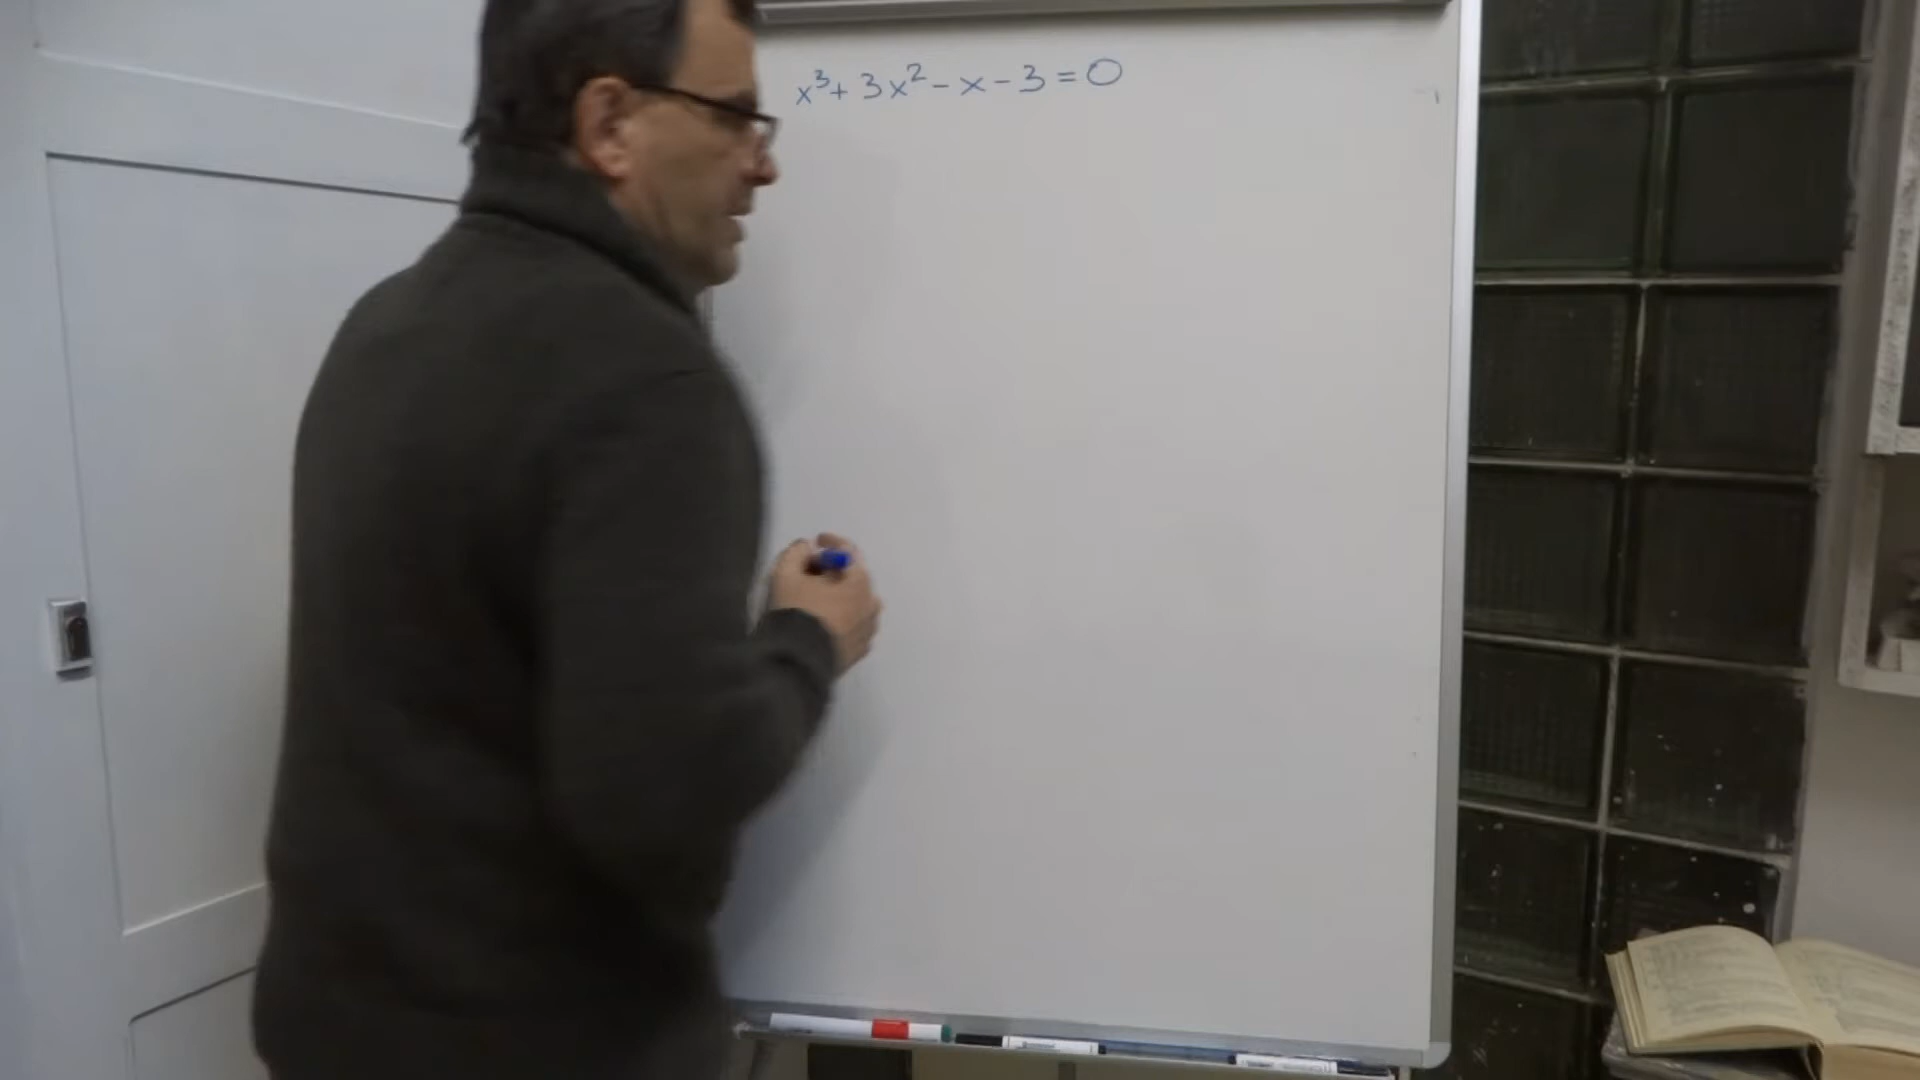 x³ + 3x² - x - 3 = 0